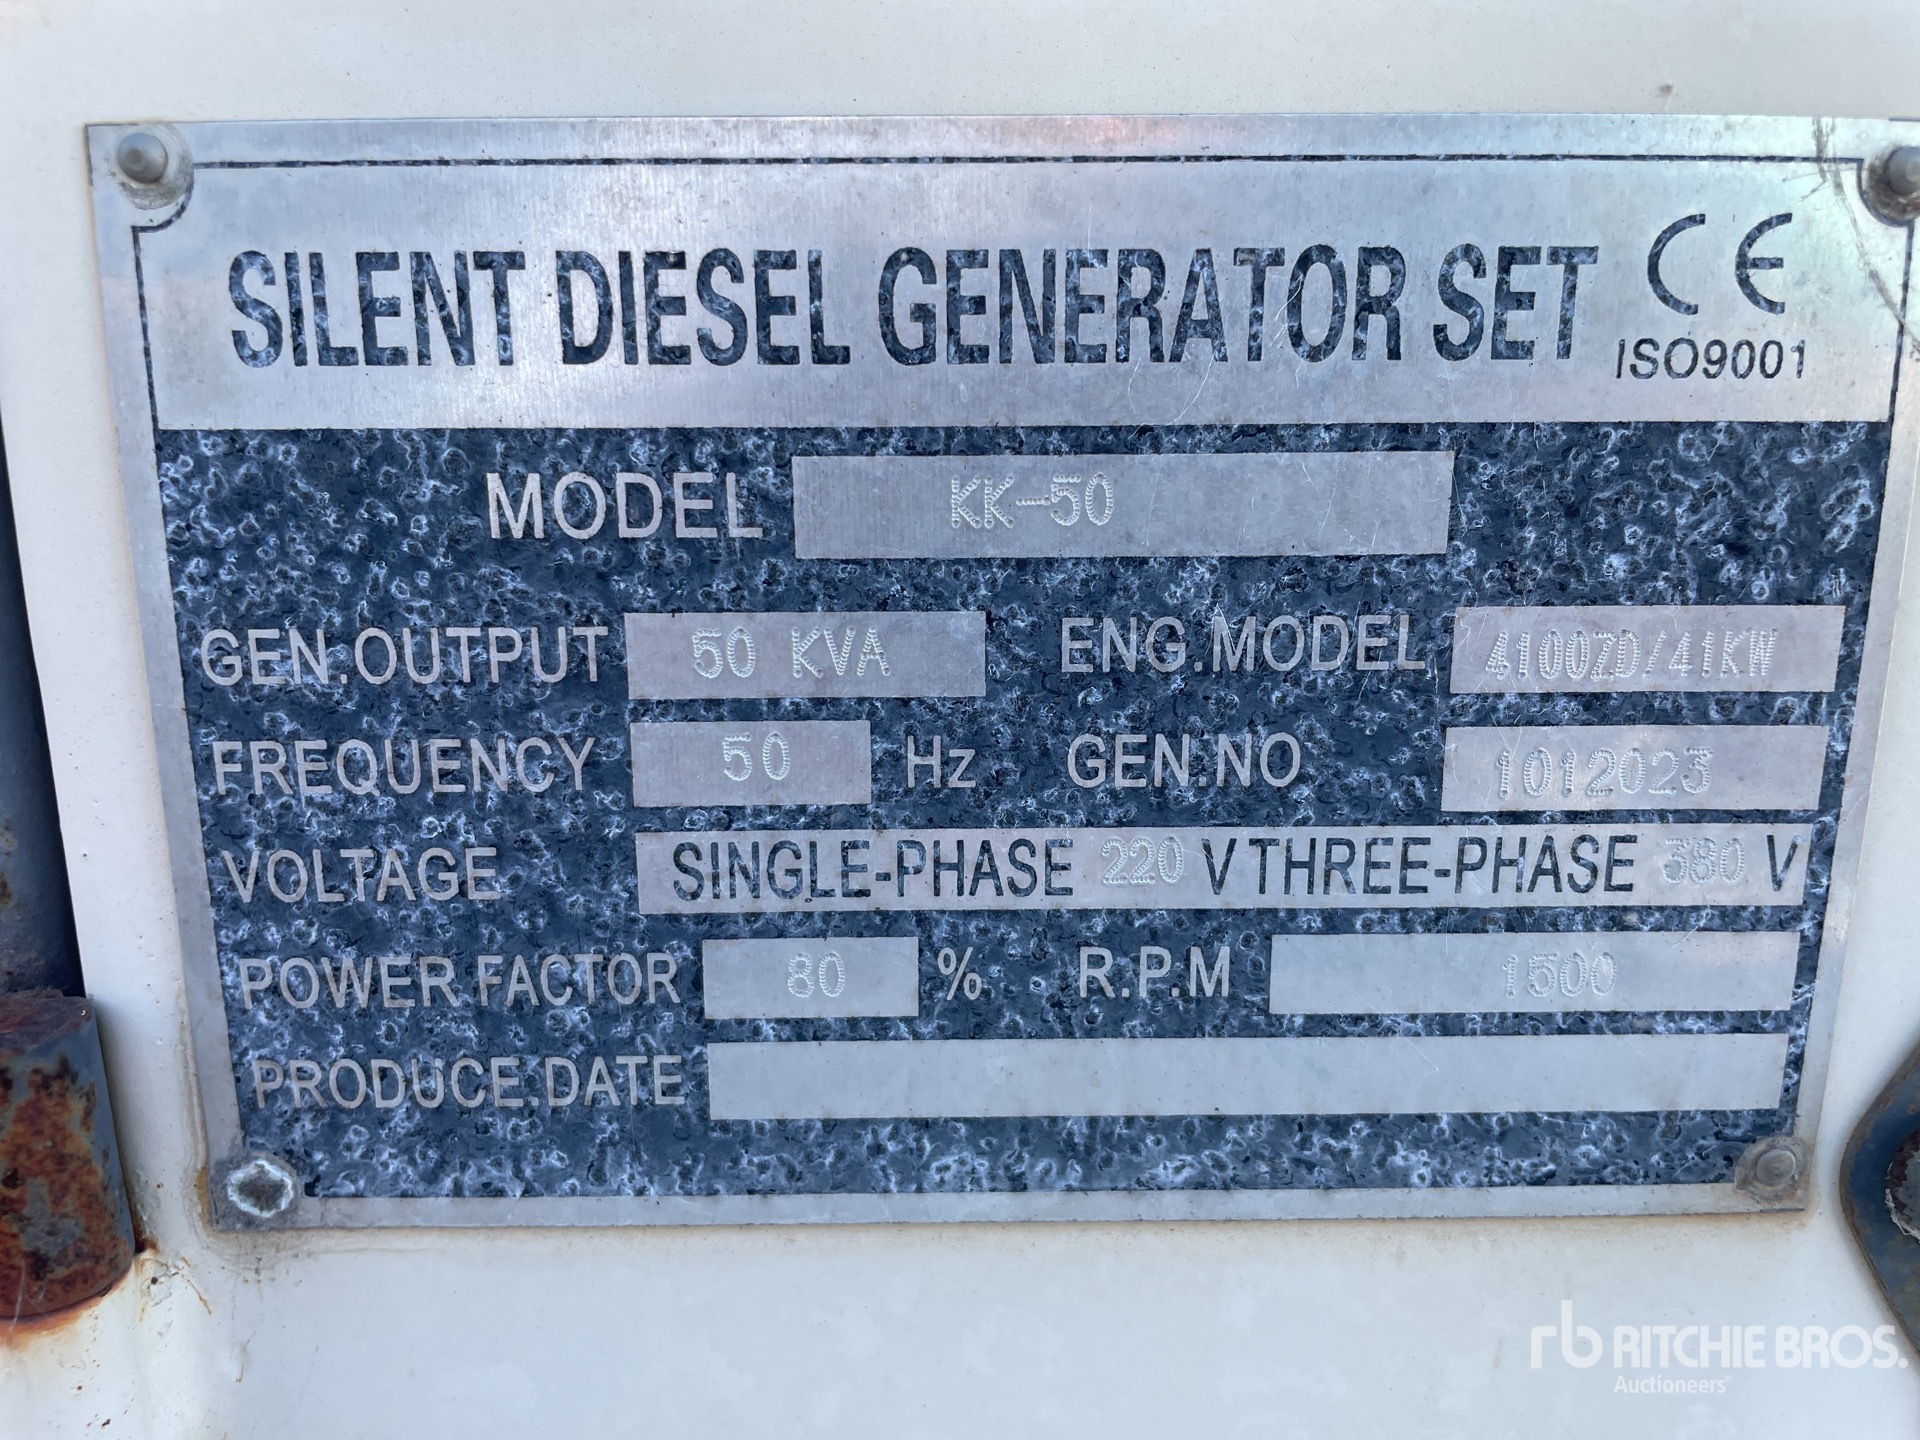 SILENT DIESEL GENERATOR SET CE
ISO9001
MODEL KK-50
GEN.OUTPUT 50 KVA ENG.MODEL 4100ZD/41KW
FREQUENCY 50 Hz GEN.NO 1012023
VOLTAGE SINGLE-PHASE 220 V THREE-PHASE 380 V
POWER FACTOR 80 % R.P.M 1500
PRODUCE.DATE
rb RITCHIE BROS.
Auctioneers